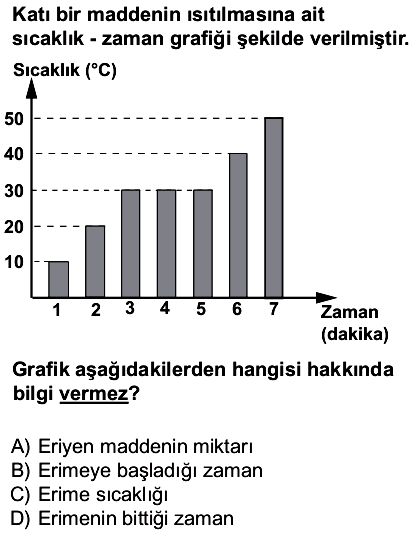 Katı bir maddenin ısıtılmasına ait
sıcaklık - zaman grafiği şekilde verilmiştir.
Sıcaklık (°C)
50
40
30
20
10
1 2 3 4 5 6 7
Zaman
(dakika)
Grafik aşağıdakilerden hangisi hakkında
bilgi vermez?
A) Eriyen maddenin miktarı
B) Erimeye başladığı zaman
C) Erime sıcaklığı
D) Erimenin bittiği zaman